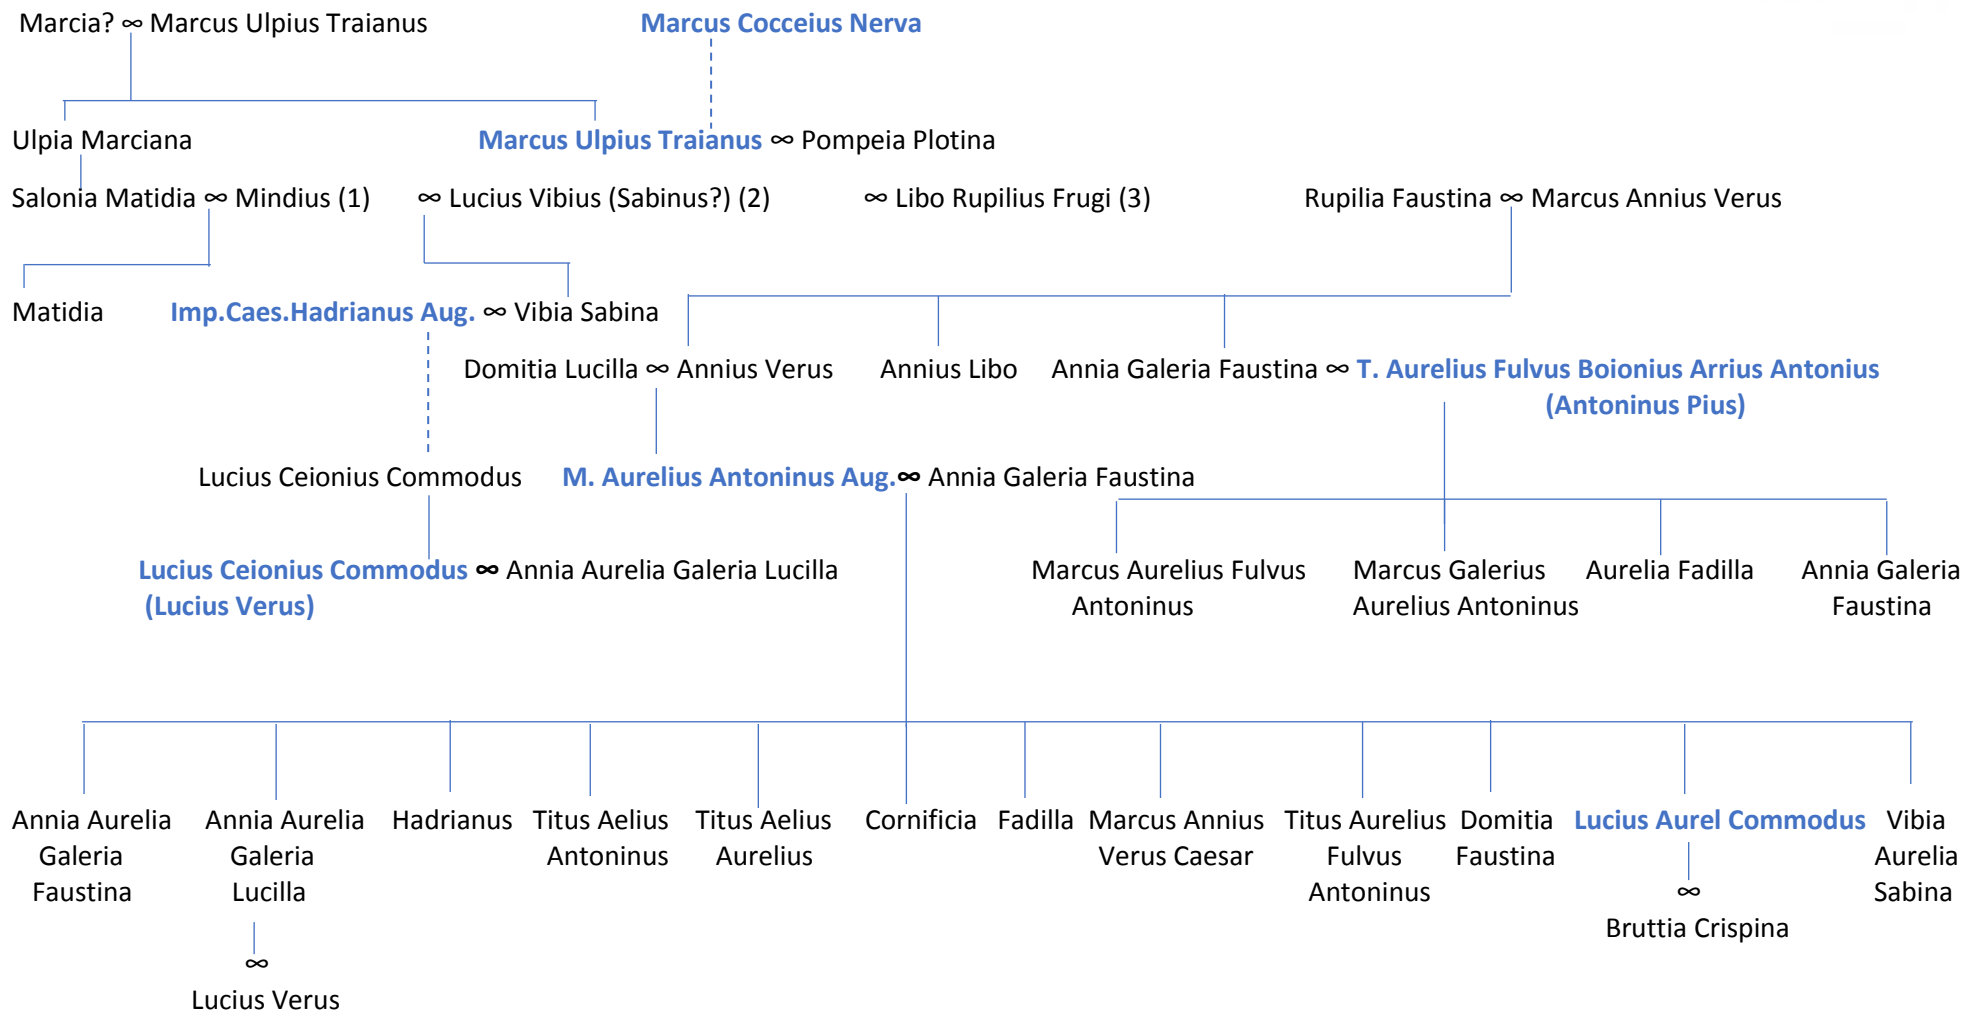 Marcia? ∞ Marcus Ulpius Traianus Marcus Cocceius Nerva
Ulpia Marciana Marcus Ulpius Traianus ∞ Pompeia Plotina
Salonia Matidia ∞ Mindius (1) ∞ Lucius Vibius (Sabinus?) (2) ∞ Libo Rupilius Frugi (3) Rupilia Faustina ∞ Marcus Annius Verus
Matidia Imp.Caes.Hadrianus Aug. ∞ Vibia Sabina
Domitia Lucilla ∞ Annius Verus Annius Libo Annia Galeria Faustina ∞ T. Aurelius Fulvus Boionius Arrius Antonius
(Antoninus Pius)
Lucius Ceionius Commodus M. Aurelius Antoninus Aug.∞ Annia Galeria Faustina
Lucius Ceionius Commodus ∞ Annia Aurelia Galeria Lucilla
(Lucius Verus)
Marcus Aurelius Fulvus
Antoninus
Marcus Galerius
Aurelius Antoninus
Aurelia Fadilla
Annia Galeria
Faustina
Annia Aurelia
Galeria
Faustina
Annia Aurelia
Galeria
Lucilla
∞
Lucius Verus
Hadrianus
Titus Aelius
Antoninus
Titus Aelius
Aurelius
Cornificia
Fadilla
Marcus Annius
Verus Caesar
Titus Aurelius
Fulvus
Antoninus
Domitia
Faustina
Lucius Aurel Commodus
∞
Bruttia Crispina
Vibia
Aurelia
Sabina